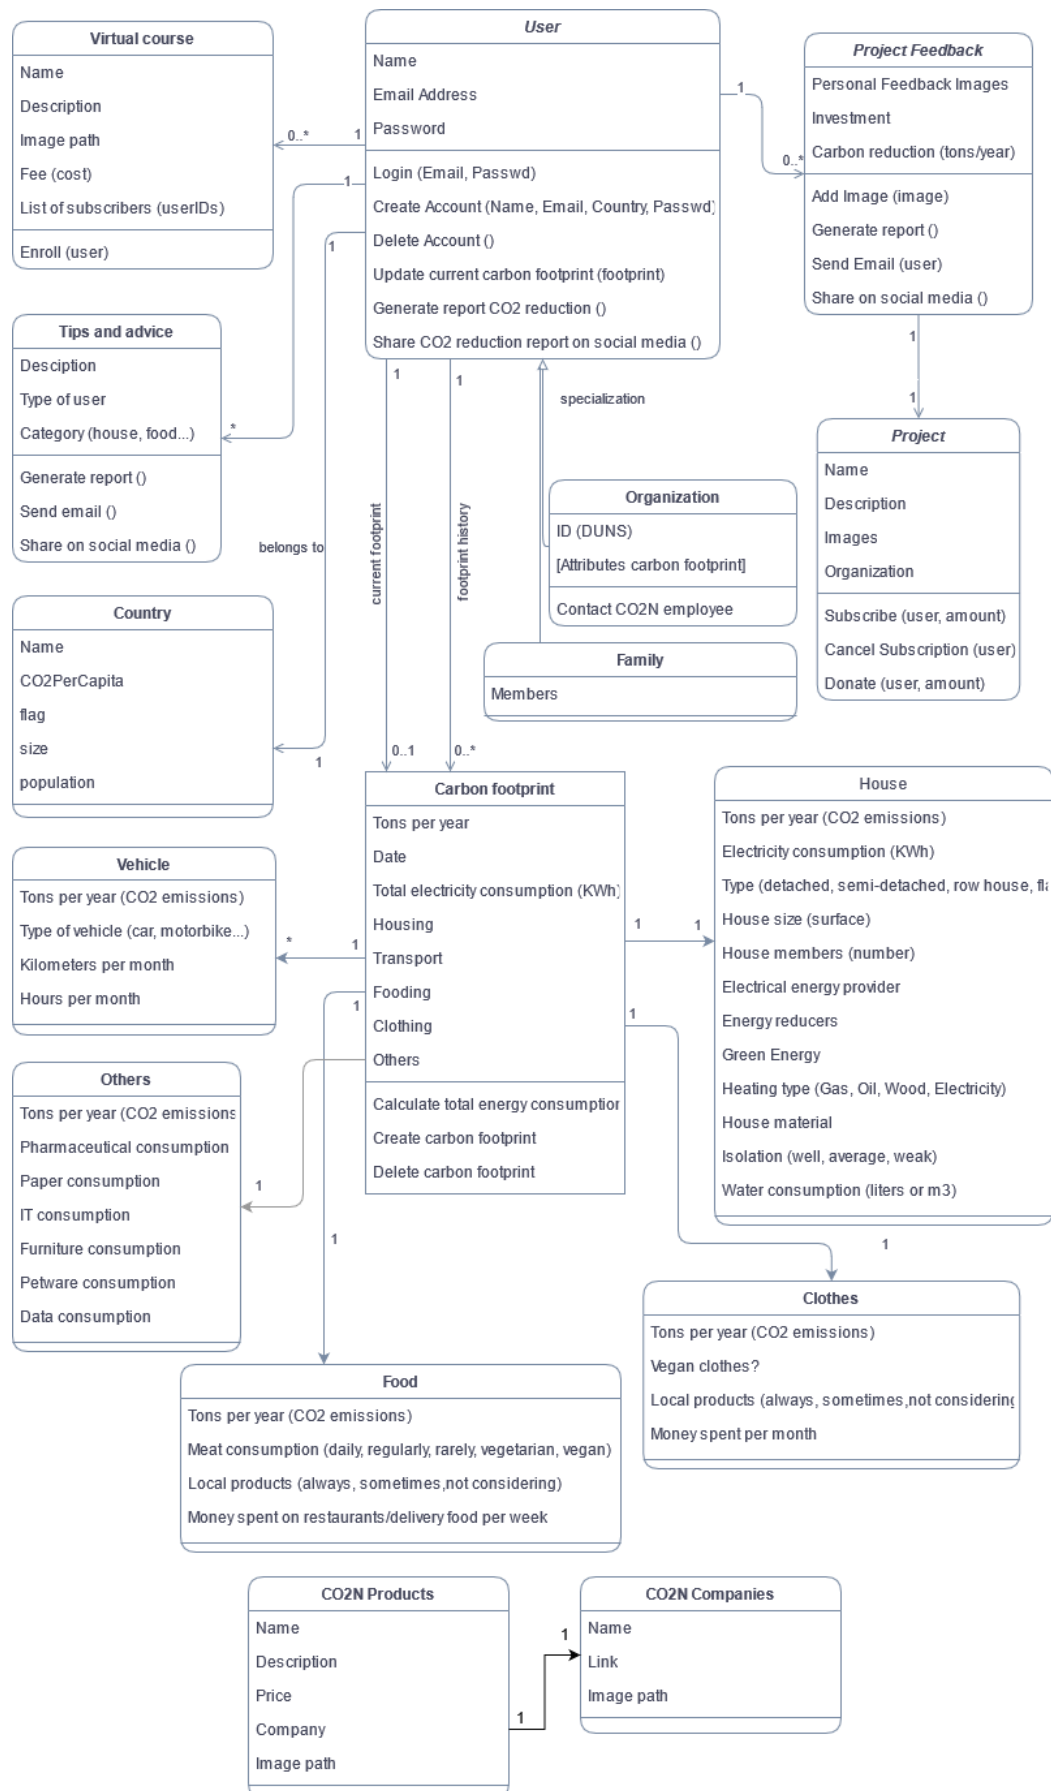 Virtual course
Name
Description
Image path
Fee (cost)
List of subscribers (userIDs)
Enroll (user)
User
Name
Email Address
Password
Login (Email, Passwd)
Create Account (Name, Email, Country, Passwd)
Delete Account ()
Update current carbon footprint (footprint)
Generate report CO2 reduction ()
Share CO2 reduction report on social media ()
Project Feedback
Personal Feedback Images
Investment
Carbon reduction (tons/year)
Add Image (image)
Generate report ()
Send Email (user)
Share on social media ()
0..*
1
1
0..*
1
1
Tips and advice
Desciption
Type of user
Category (house, food...)
Generate report ()
Send email ()
Share on social media ()
*
belongs to
1
1
current footprint
footprint history
specialization
1
1
Project
Name
Description
Images
Organization
Subscribe (user, amount)
Cancel Subscription (user)
Donate (user, amount)
Organization
ID (DUNS)
[Attributes carbon footprint]
Contact CO2N employee
Family
Members
Country
Name
CO2PerCapita
flag
size
population
1
0..1
0..*
Carbon footprint
Tons per year
Date
Total electricity consumption (KWh)
Housing
Transport
Fooding
Clothing
Others
Calculate total energy consumption
Create carbon footprint
Delete carbon footprint
House
Tons per year (CO2 emissions)
Electricity consumption (KWh)
Type (detached, semi-detached, row house, fla
House size (surface)
House members (number)
Electrical energy provider
Energy reducers
Green Energy
Heating type (Gas, Oil, Wood, Electricity)
House material
Isolation (well, average, weak)
Water consumption (liters or m3)
Vehicle
Tons per year (CO2 emissions)
Type of vehicle (car, motorbike...)
Kilometers per month
Hours per month
*
1
1
1
1
1
Others
Tons per year (CO2 emissions
Pharmaceutical consumption
Paper consumption
IT consumption
Furniture consumption
Petware consumption
Data consumption
1
1
1
Clothes
Tons per year (CO2 emissions)
Vegan clothes?
Local products (always, sometimes,not considering
Money spent per month
Food
Tons per year (CO2 emissions)
Meat consumption (daily, regularly, rarely, vegetarian, vegan)
Local products (always, sometimes,not considering)
Money spent on restaurants/delivery food per week
CO2N Products
Name
Description
Price
Company
Image path
1
1
CO2N Companies
Name
Link
Image path